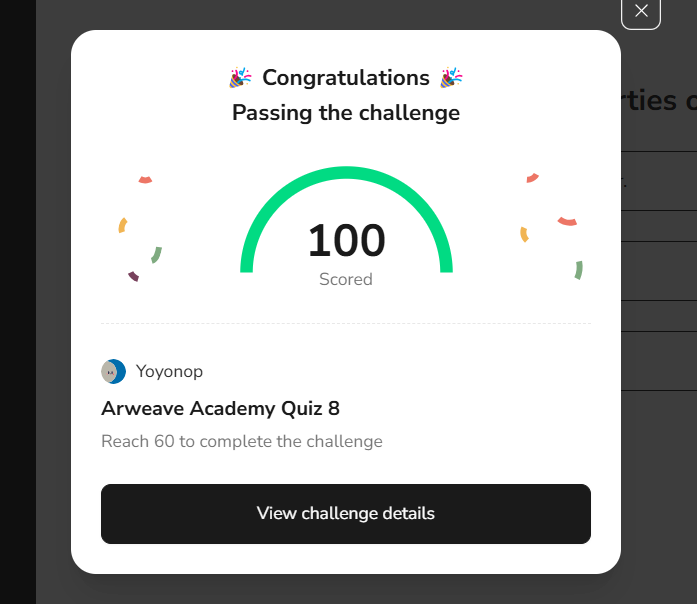 Congratulations
Passing the challenge
100
Scored
Yoyonop
Arweave Academy Quiz 8
Reach 60 to complete the challenge
View challenge details